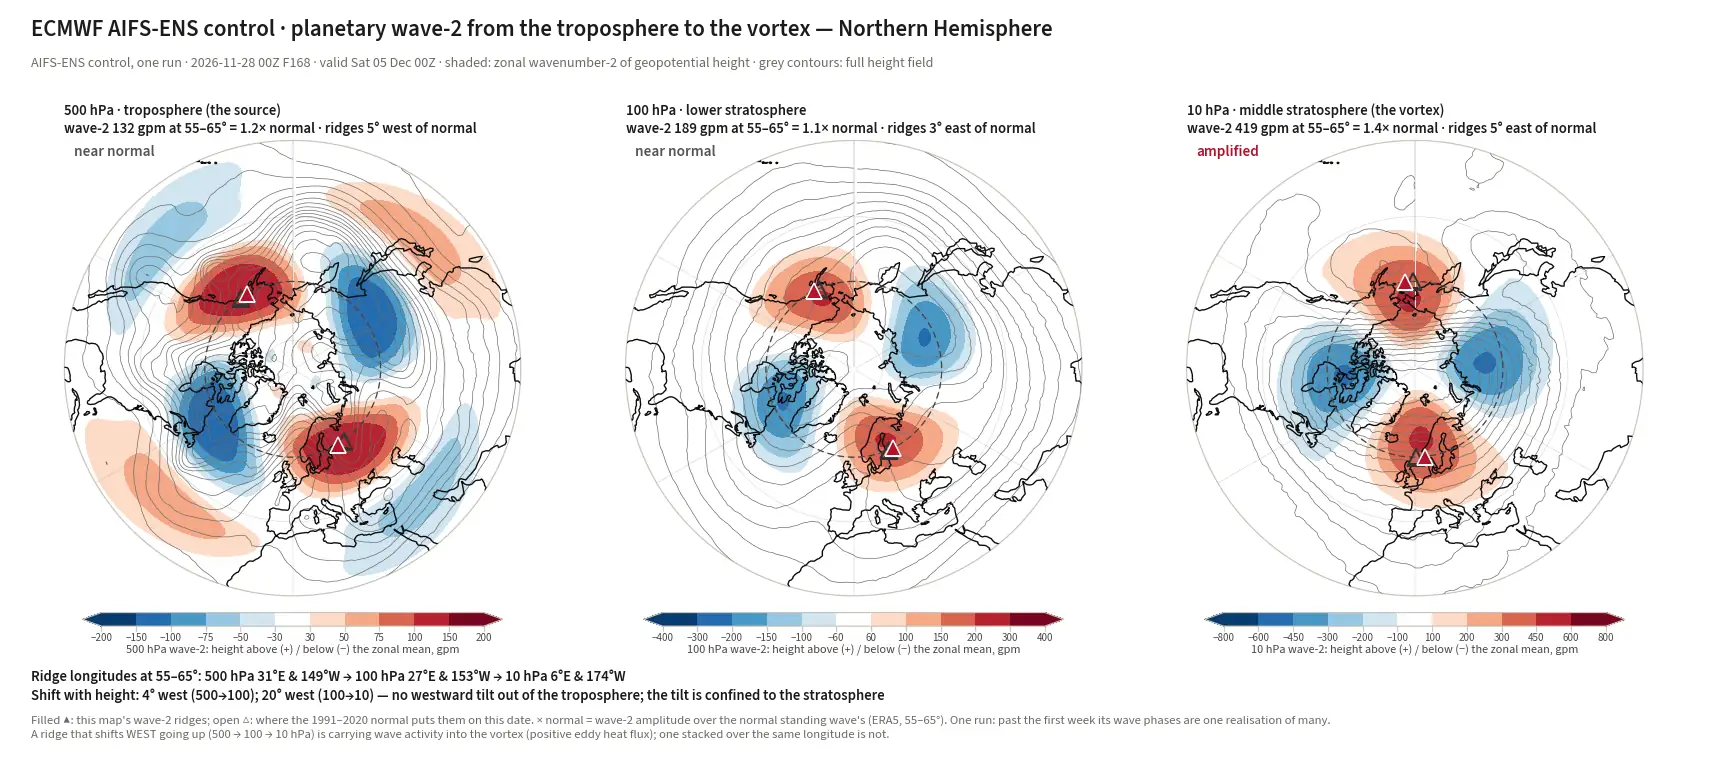 ECMWF AIFS-ENS control · planetary wave-2 from the troposphere to the vortex — Northern Hemisphere
AIFS-ENS control, one run · 2026-11-28 00Z F168 · valid Sat 05 Dec 00Z · shaded: zonal wavenumber-2 of geopotential height · grey contours: full height field
500 hPa · troposphere (the source)
wave-2 132 gpm at 55–65° = 1.2× normal · ridges 5° west of normal
near normal
100 hPa · lower stratosphere
wave-2 189 gpm at 55–65° = 1.1× normal · ridges 3° east of normal
near normal
10 hPa · middle stratosphere (the vortex)
wave-2 419 gpm at 55–65° = 1.4× normal · ridges 5° east of normal
amplified
−200 −150 −100 −75 −50 −30 30 50 75 100 150 200
500 hPa wave-2: height above (+) / below (−) the zonal mean, gpm
−400 −300 −200 −150 −100 −60 60 100 150 200 300 400
100 hPa wave-2: height above (+) / below (−) the zonal mean, gpm
−800 −600 −450 −300 −200 −100 100 200 300 450 600 800
10 hPa wave-2: height above (+) / below (−) the zonal mean, gpm
Ridge longitudes at 55–65°: 500 hPa 31°E & 149°W → 100 hPa 27°E & 153°W → 10 hPa 6°E & 174°W
Shift with height: 4° west (500→100); 20° west (100→10) — no westward tilt out of the troposphere; the tilt is confined to the stratosphere
Filled ▲: this map's wave-2 ridges; open △: where the 1991–2020 normal puts them on this date. × normal = wave-2 amplitude over the normal standing wave's (ERA5, 55–65°). One run: past the first week its wave phases are one realisation of many.
A ridge that shifts WEST going up (500 → 100 → 10 hPa) is carrying wave activity into the vortex (positive eddy heat flux); one stacked over the same longitude is not.